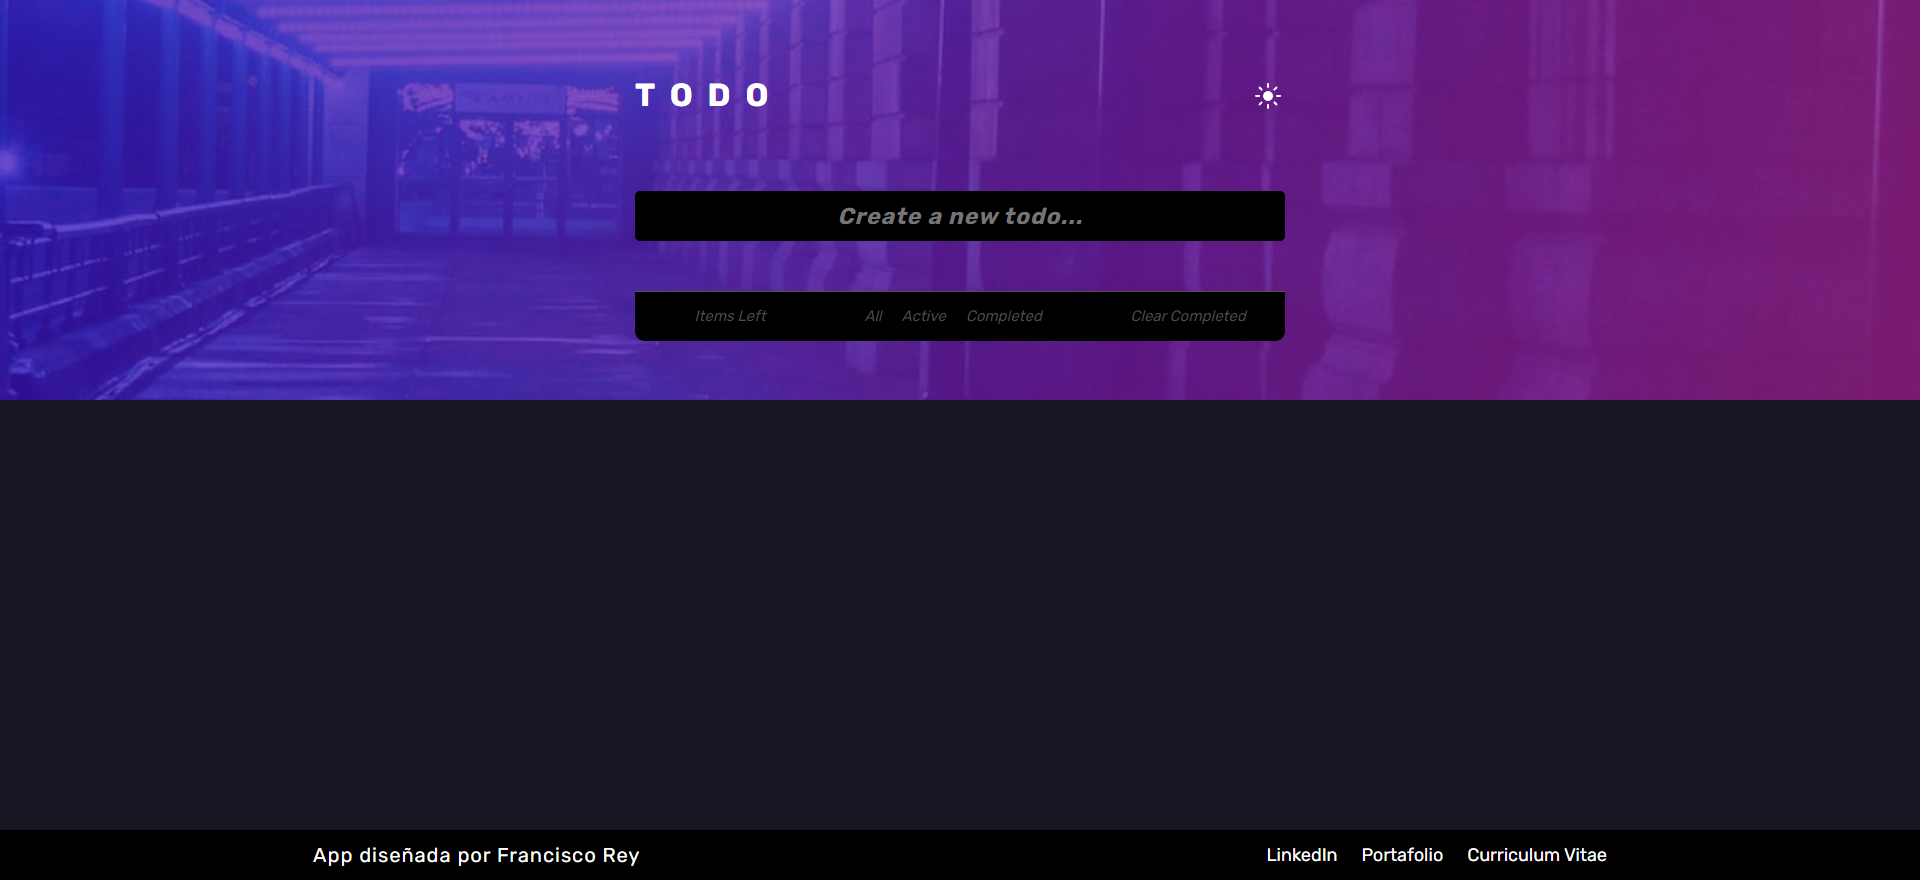 TODO
Create a new todo...
Items Left All Active Completed Clear Completed
App diseñada por Francisco Rey LinkedIn Portafolio Curriculum Vitae